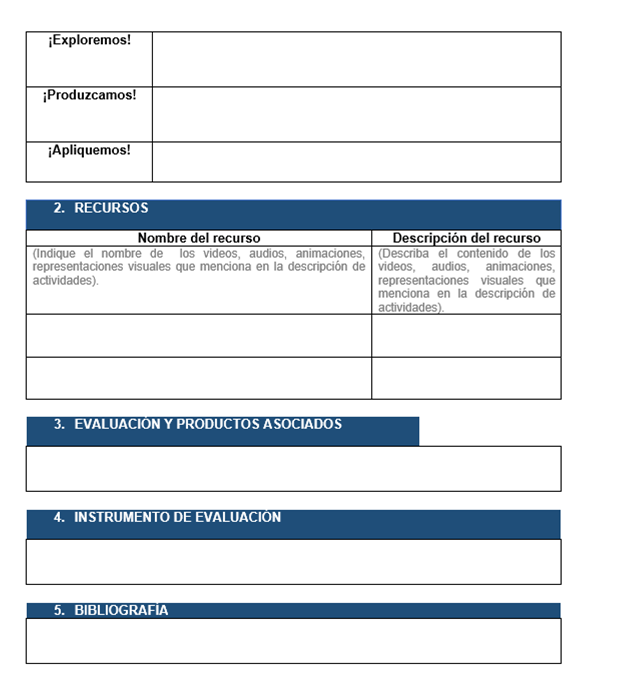 ¡Exploremos!
¡Produzcamos!
¡Apliquemos!
2. RECURSOS
Nombre del recurso
Descripción del recurso
(Indique el nombre de los videos, audios, animaciones,
representaciones visuales que menciona en la descripción de
actividades).
(Describa el contenido de los
videos, audios, animaciones,
representaciones visuales que
menciona en la descripción de
actividades).
3. EVALUACIÓN Y PRODUCTOS ASOCIADOS
4. INSTRUMENTO DE EVALUACIÓN
5. BIBLIOGRAFÍA